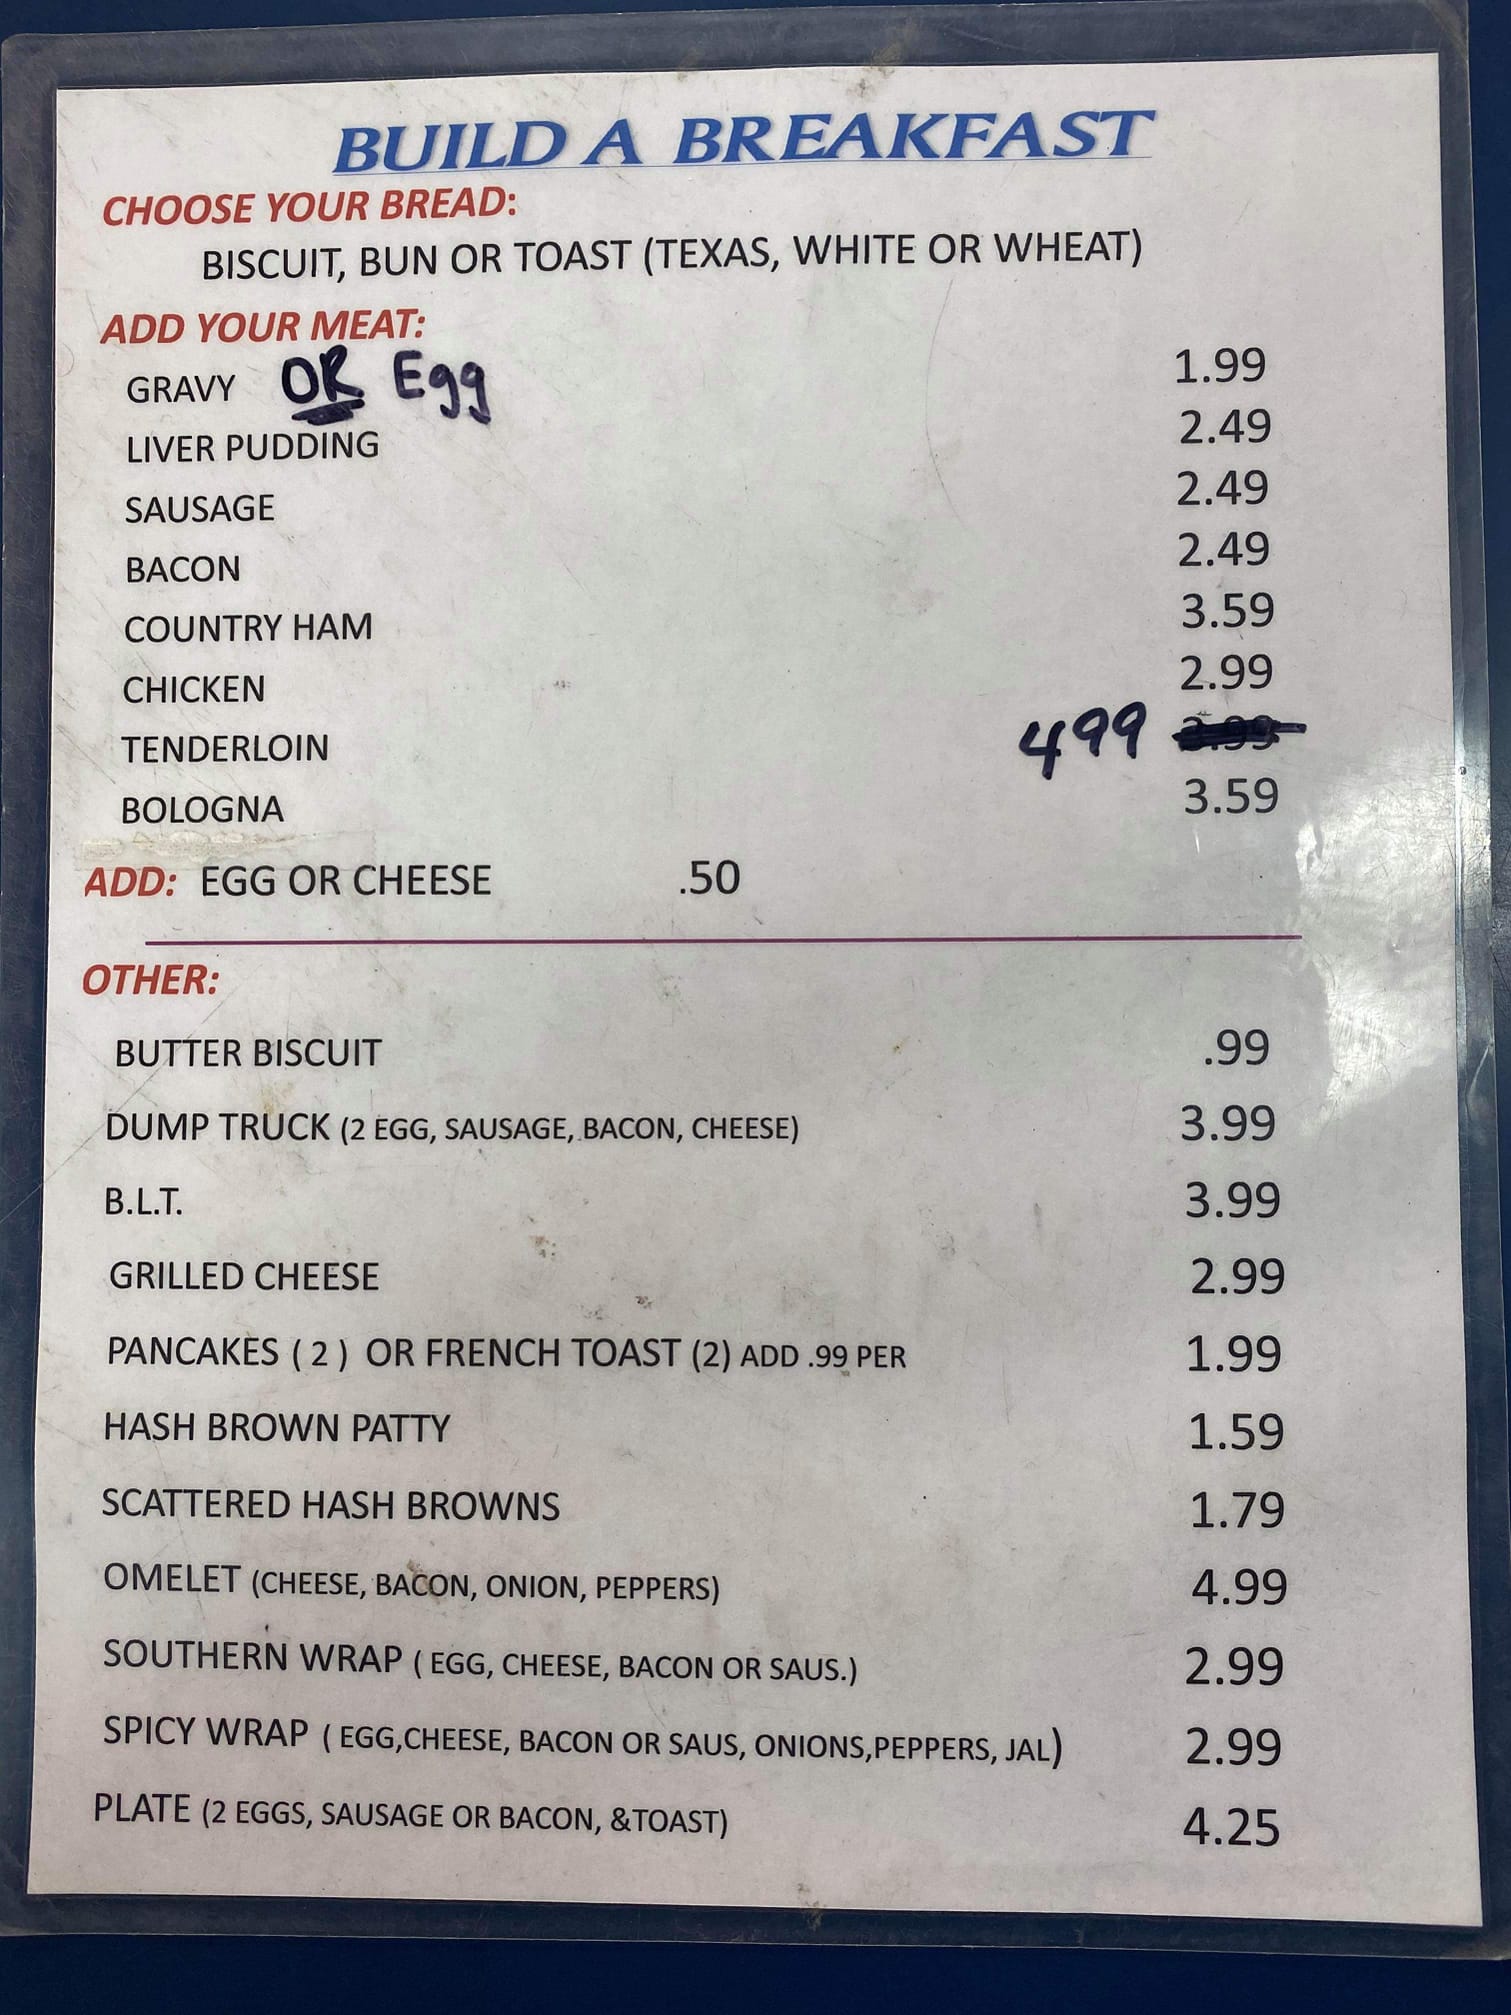 BUILD A BREAKFAST
CHOOSE YOUR BREAD:
BISCUIT, BUN OR TOAST (TEXAS, WHITE OR WHEAT)
ADD YOUR MEAT:
GRAVY OR Egg 1.99
LIVER PUDDING 2.49
SAUSAGE 2.49
BACON 2.49
COUNTRY HAM 3.59
CHICKEN 2.99
TENDERLOIN 499 3.99
BOLOGNA 3.59
ADD: EGG OR CHEESE .50
OTHER:
BUTTER BISCUIT .99
DUMP TRUCK (2 EGG, SAUSAGE, BACON, CHEESE) 3.99
B.L.T. 3.99
GRILLED CHEESE 2.99
PANCAKES ( 2 ) OR FRENCH TOAST (2) ADD .99 PER 1.99
HASH BROWN PATTY 1.59
SCATTERED HASH BROWNS 1.79
OMELET (CHEESE, BACON, ONION, PEPPERS) 4.99
SOUTHERN WRAP ( EGG, CHEESE, BACON OR SAUS.) 2.99
SPICY WRAP ( EGG,CHEESE, BACON OR SAUS, ONIONS,PEPPERS, JAL) 2.99
PLATE (2 EGGS, SAUSAGE OR BACON, &TOAST) 4.25